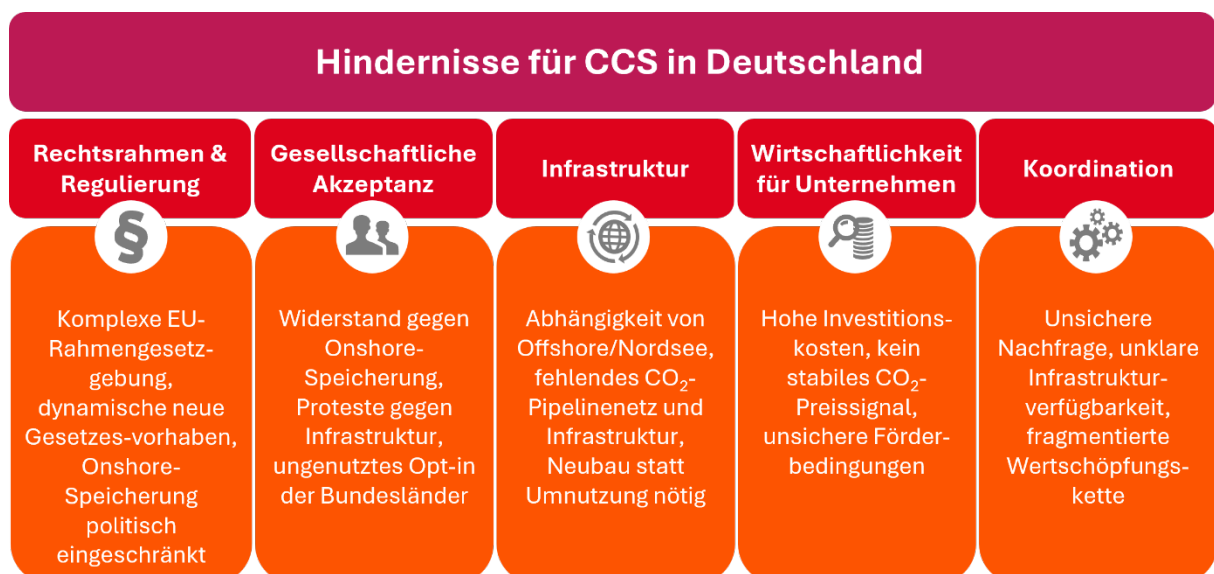 Hindernisse für CCS in Deutschland
Rechtsrahmen &
Regulierung
§
Komplexe EU-
Rahmengesetz-
gebung,
dynamische neue
Gesetzes-vorhaben,
Onshore-
Speicherung
politisch
eingeschränkt
Gesellschaftliche
Akzeptanz
Widerstand gegen
Onshore-
Speicherung,
Proteste gegen
Infrastruktur,
ungenutztes Opt-in
der Bundesländer
Infrastruktur
Abhängigkeit von
Offshore/Nordsee,
fehlendes CO₂-
Pipelinenetz und
Infrastruktur,
Neubau statt
Umnutzung nötig
Wirtschaftlichkeit
für Unternehmen
Hohe Investitions-
kosten, kein
stabiles CO₂-
Preissignal,
unsichere Förder-
bedingungen
Koordination
Unsichere
Nachfrage, unklare
Infrastruktur-
verfügbarkeit,
fragmentierte
Wertschöpfungs-
kette